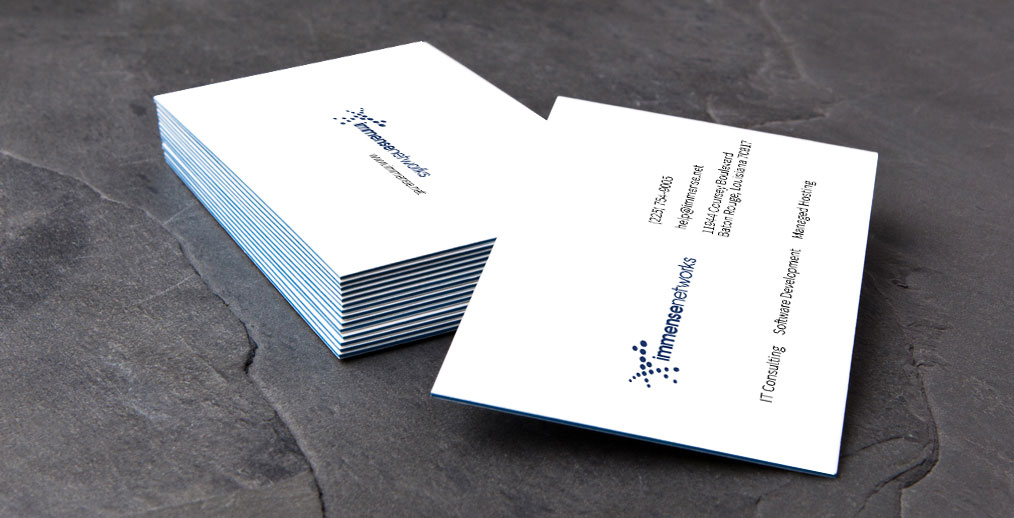 immensenetworks
www.immense.net
(225) 754-9005
help@immense.net
11944 Coursey Boulevard
Baton Rouge, Louisiana 70817
immensenetworks
IT Consulting Software Development Managed Hosting